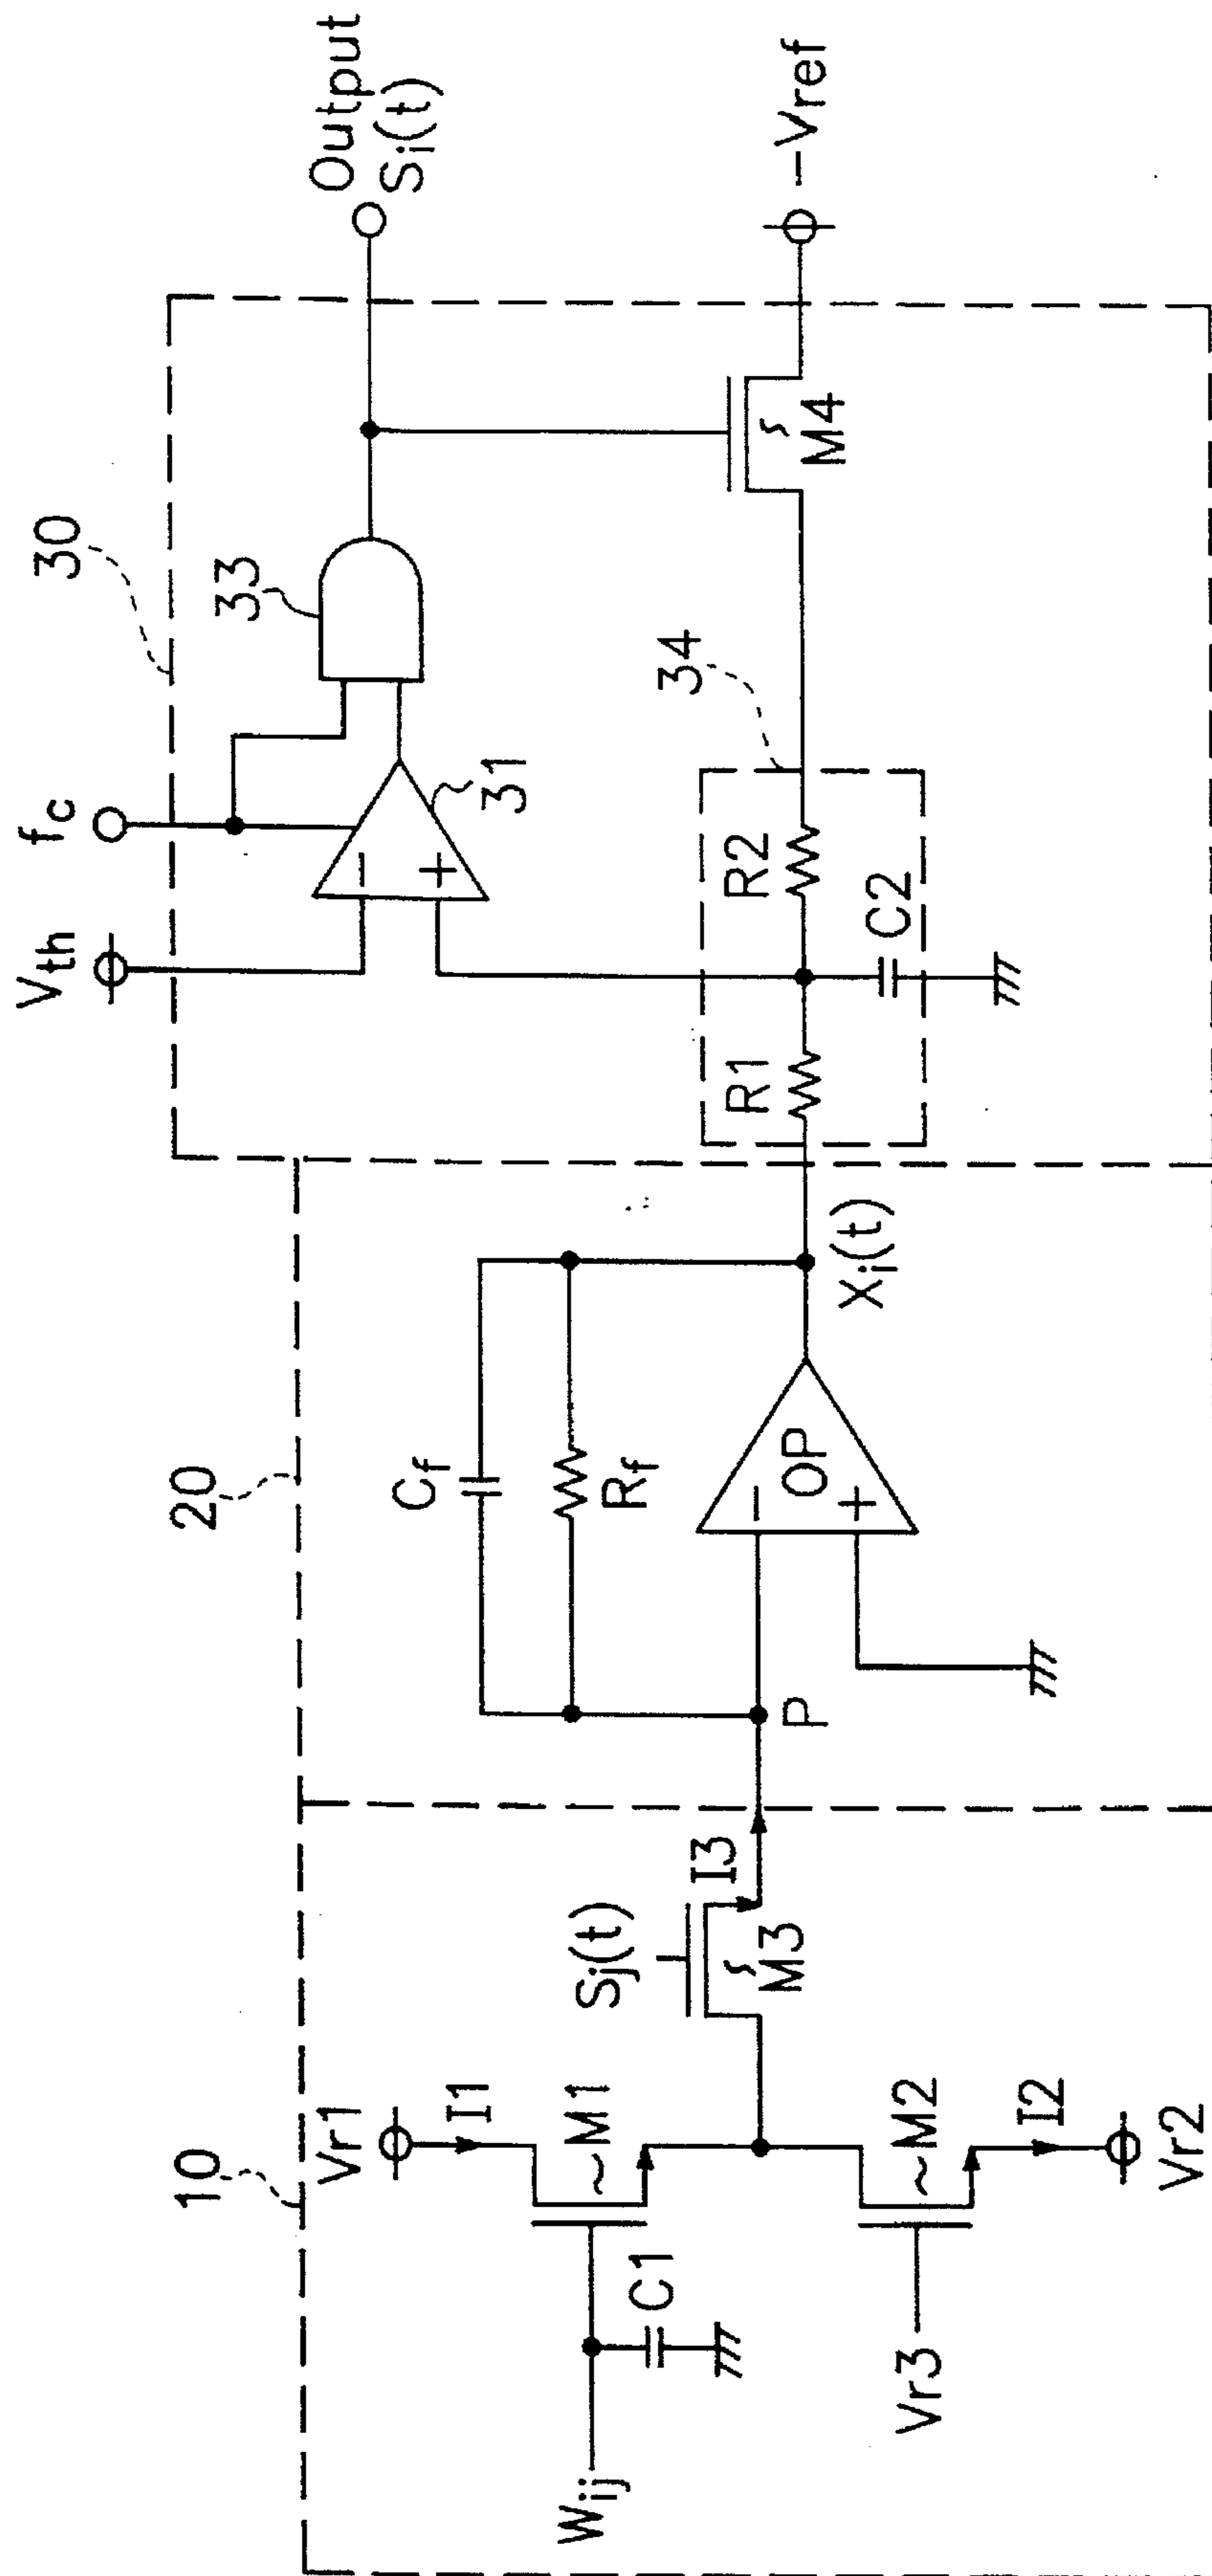 10
20
30
Vr1
I1
M1
Wij
C1
Vr3
M2
I2
Vr2
Sj(t)
I3
M3
P
Cf
Rf
OP
−
+
Xi(t)
Vth
fc
−
+
31
33
34
R1
R2
C2
M4
Output
Si(t)
−Vref